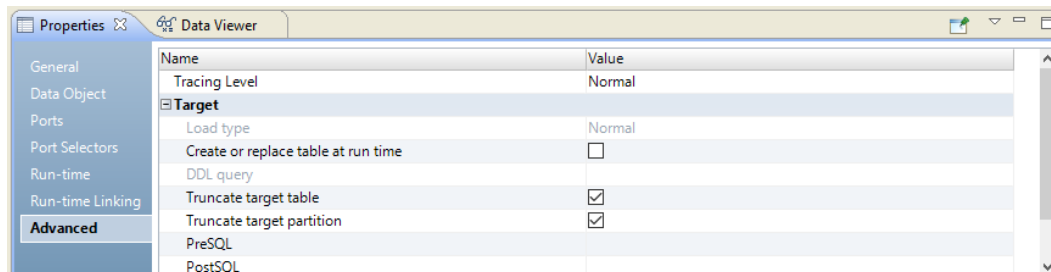 Properties Data Viewer
General
Data Object
Ports
Port Selectors
Run-time
Run-time Linking
Advanced
Name Value
Tracing Level Normal
Target
Load type Normal
Create or replace table at run time
DDL query
Truncate target table
Truncate target partition
PreSQL
PostSQL